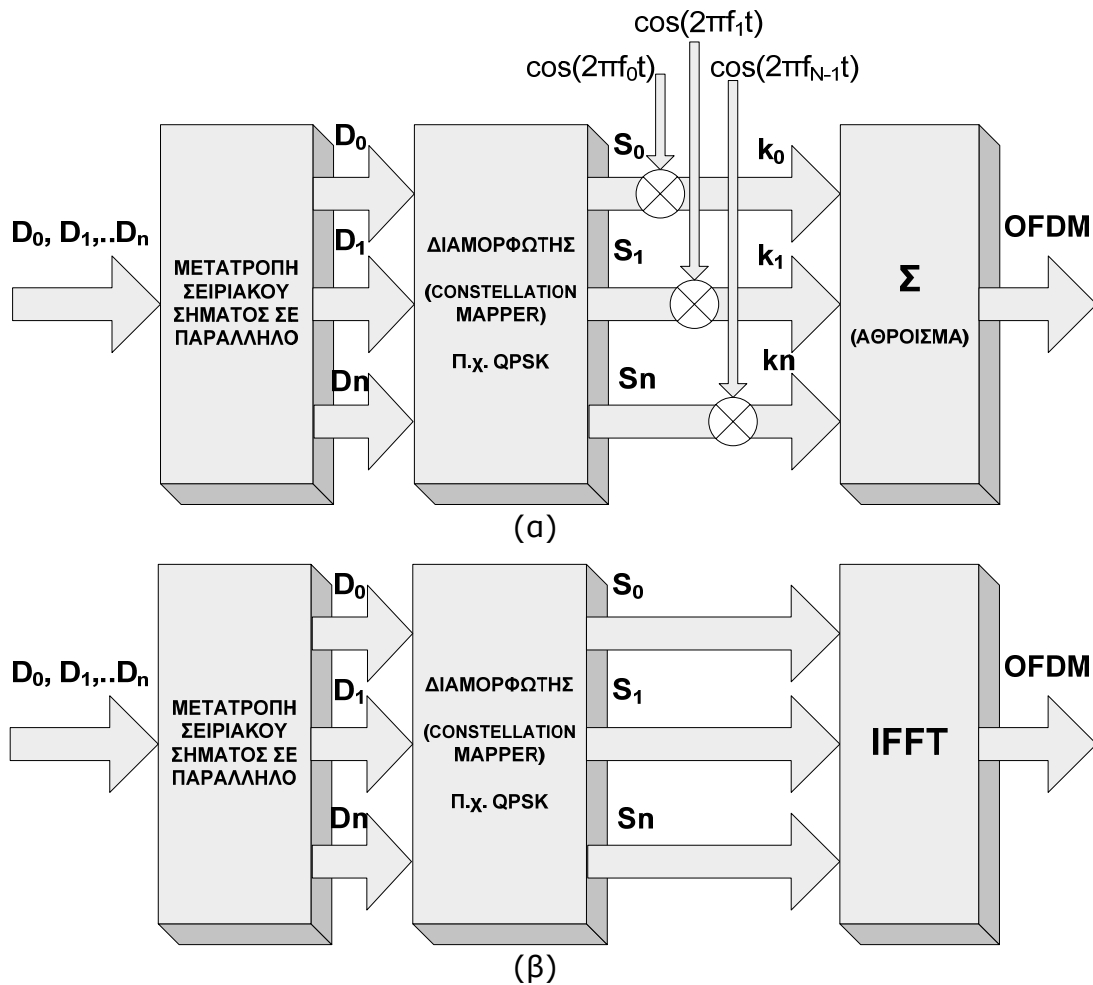 cos(2πf₁t)
cos(2πf₀t)
cos(2πf_N-1t)
D₀, D₁,..Dₙ
ΜΕΤΑΤΡΟΠΗ
ΣΕΙΡΙΑΚΟΥ
ΣΗΜΑΤΟΣ ΣΕ
ΠΑΡΑΛΛΗΛΟ
D₀
D₁
Dn
ΔΙΑΜΟΡΦΩΤΗΣ
(CONSTELLATION
MAPPER)
Π.χ. QPSK
S₀
S₁
Sn
k₀
k₁
kn
Σ
(ΑΘΡΟΙΣΜΑ)
OFDM
(α)
D₀, D₁,..Dₙ
ΜΕΤΑΤΡΟΠΗ
ΣΕΙΡΙΑΚΟΥ
ΣΗΜΑΤΟΣ ΣΕ
ΠΑΡΑΛΛΗΛΟ
D₀
D₁
Dn
ΔΙΑΜΟΡΦΩΤΗΣ
(CONSTELLATION
MAPPER)
Π.χ. QPSK
S₀
S₁
Sn
IFFT
OFDM
(β)